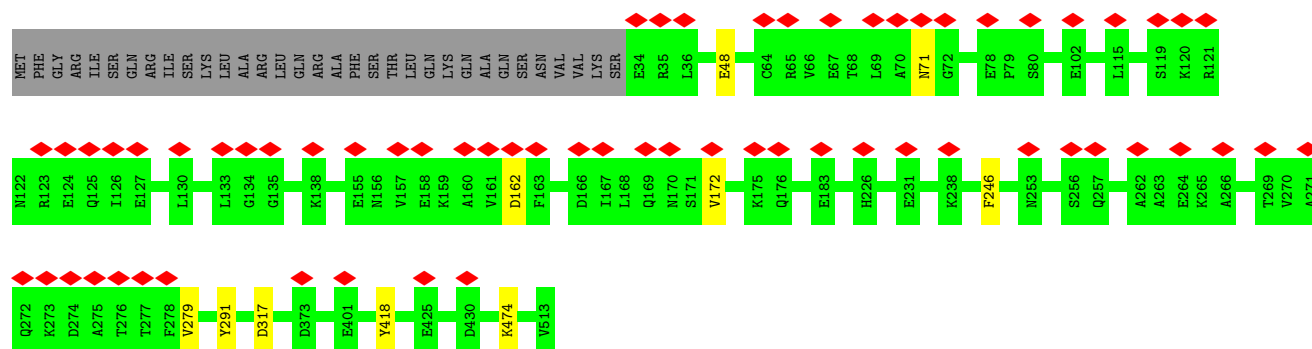 MET PHE GLY ARG ILE SER GLN ARG ILE SER LYS LEU ALA ARG LEU GLN ARG ALA PHE SER THR LEU GLN LYS GLN ALA GLN SER ASN VAL VAL LYS SER E34 R35 L36 E48 C64 R65 V66 E67 T68 L69 A70 N71 G72 E78 P79 S80 E102 L115 S119 K120 R121
N122 R123 E124 Q125 I126 E127 L130 L133 G134 G135 K138 E155 N156 V157 E158 K159 A160 V161 D162 F163 D166 I167 L168 Q169 N170 S171 V172 K175 Q176 E183 H226 E231 K238 F246 N253 S256 Q257 A262 A263 E264 K265 A266 T269 V270 A271
Q272 K273 D274 A275 T276 T277 F278 V279 Y291 D317 D373 E401 Y418 E425 D430 K474 V513